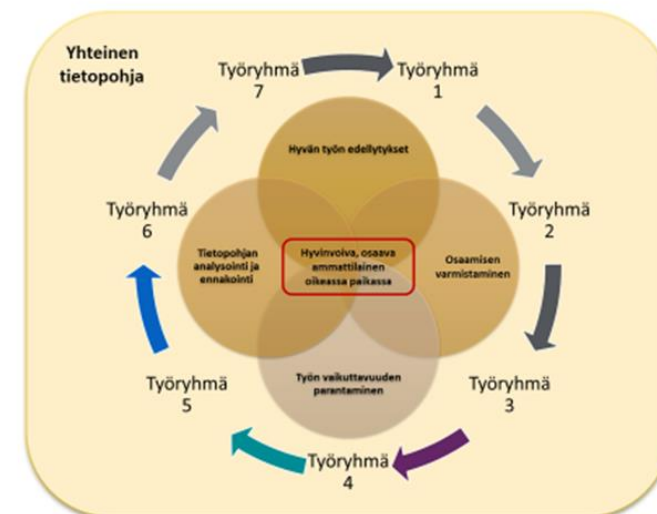 Yhteinen
tietopohja
Työryhmä
7
Työryhmä
1
Hyvän työn edellytykset
Työryhmä
6
Työryhmä
2
Tietopohjan
analysointi ja
ennakointi
Hyvinvoiva, osaava
ammattilainen
oikeassa paikassa
Osaamisen
varmistaminen
Työryhmä
5
Työn vaikuttavuuden
parantaminen
Työryhmä
3
Työryhmä
4